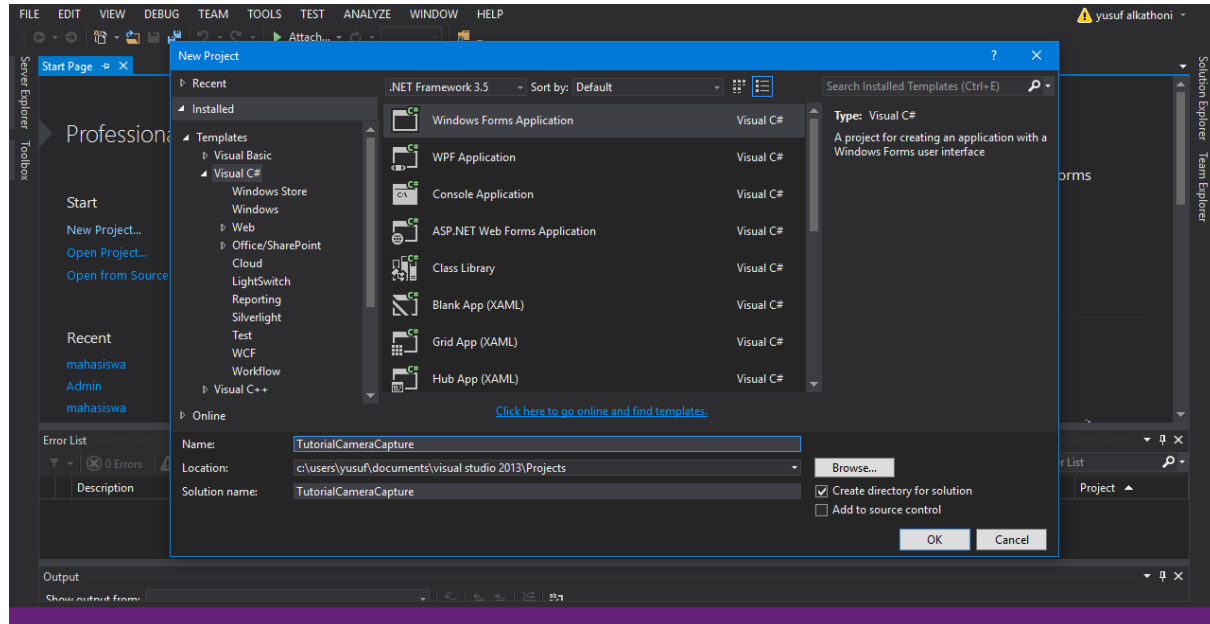 FILE EDIT VIEW DEBUG TEAM TOOLS TEST ANALYZE WINDOW HELP
yusuf alkathoni
Attach...
Server Explorer
Toolbox
Solution Explorer
Team Explorer
Start Page
Professiona
orms
Start
New Project...
Open Project...
Open from Source
Recent
mahasiswa
Admin
mahasiswa
New Project
? 
Recent
Installed
Templates
Visual Basic
Visual C#
Windows Store
Windows
Web
Office/SharePoint
Cloud
LightSwitch
Reporting
Silverlight
Test
WCF
Workflow
Visual C++
Online
.NET Framework 3.5 Sort by: Default
Search Installed Templates (Ctrl+E)
Windows Forms Application Visual C#
WPF Application Visual C#
Console Application Visual C#
ASP.NET Web Forms Application Visual C#
Class Library Visual C#
Blank App (XAML) Visual C#
Grid App (XAML) Visual C#
Hub App (XAML) Visual C#
Click here to go online and find templates.
Type: Visual C#
A project for creating an application with a
Windows Forms user interface
Name: TutorialCameraCapture
Location: c:\users\yusuf\documents\visual studio 2013\Projects
Browse...
Solution name: TutorialCameraCapture
Create directory for solution
Add to source control
OK Cancel
Error List
0 Errors
r List
Description
Project
Output
Show output from: